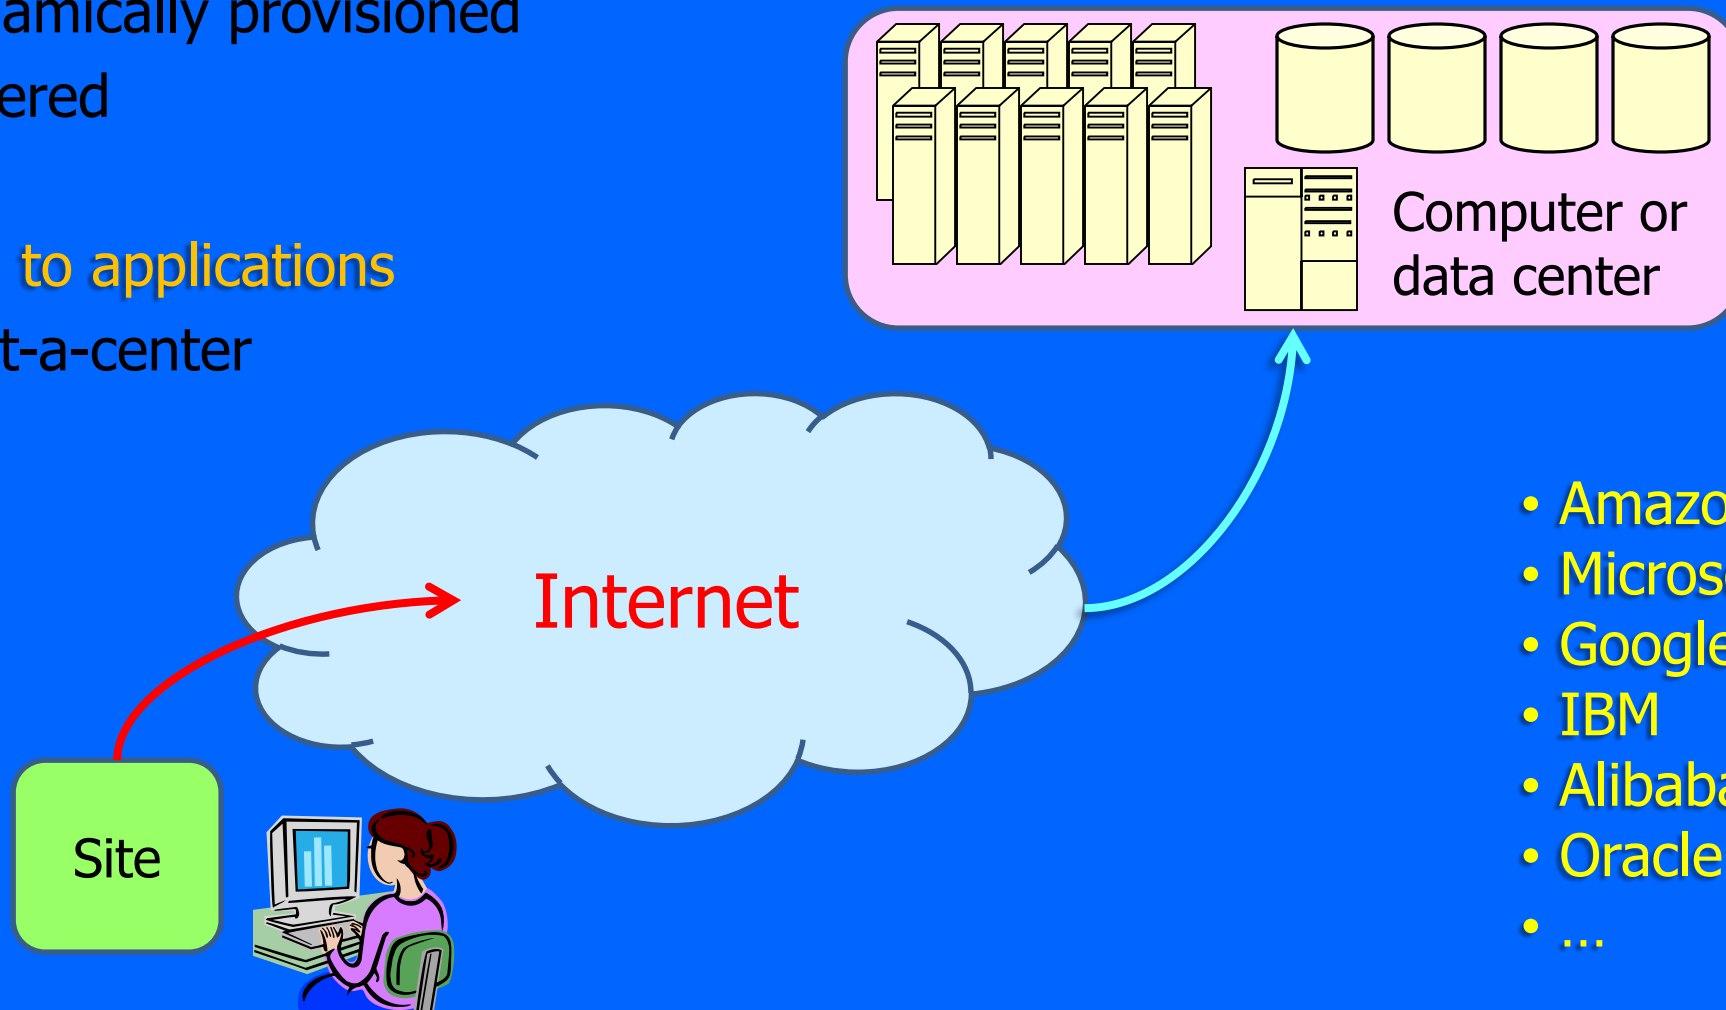 amically provisioned
ered
to applications
t-a-center
Computer or
data center
Internet
Site
• Amazo
• Micros
• Google
• IBM
• Alibaba
• Oracle
• ...